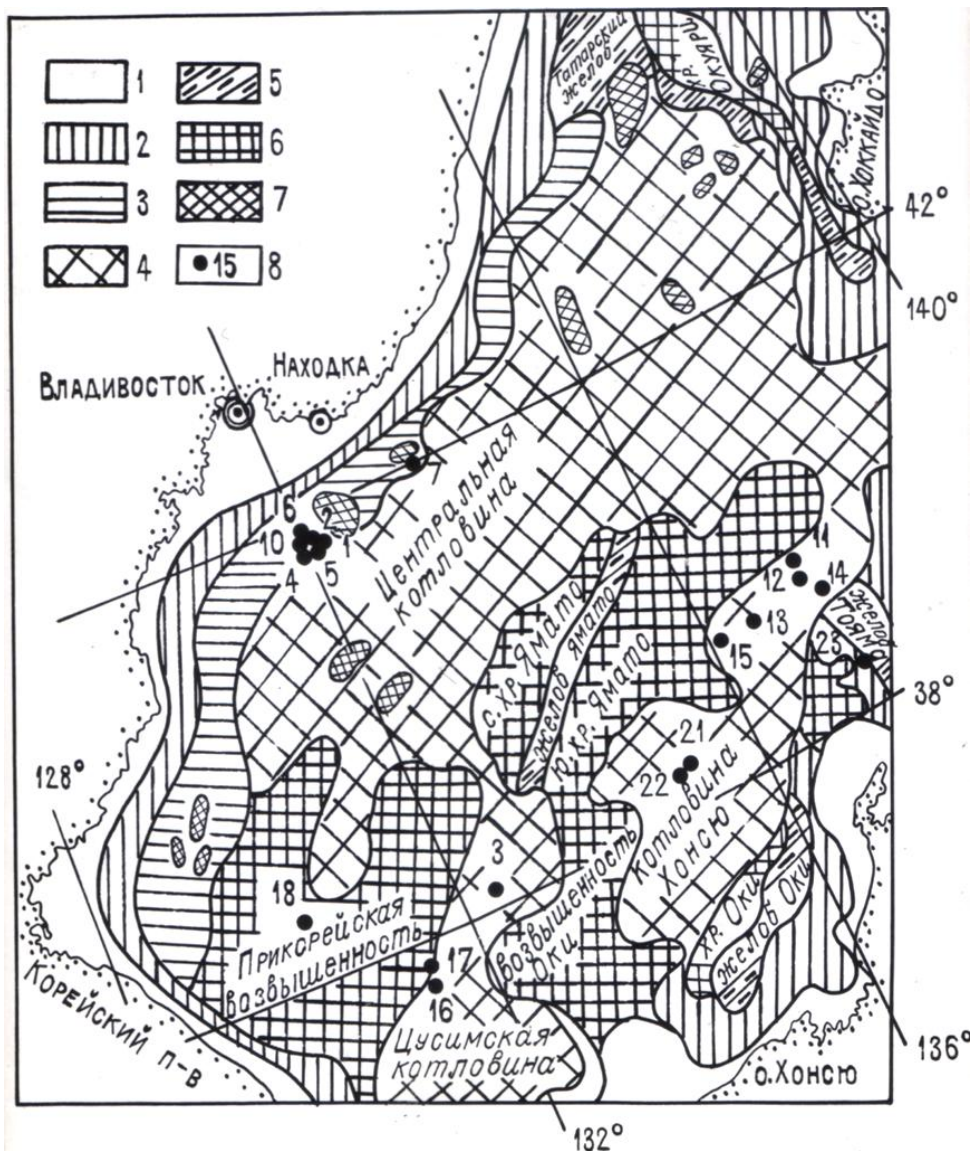 1
2
3
4
5
6
7
15
8
Татарский
желоб
хр.
Окуяри
о.Хоккайдо
42°
140°
Находка
Владивосток
Центральная
котловина
7
6
2
10
1
4
5
11
12
14
13
15
23
желоб
Тояма
38°
с. хр. Ямато
желоб Ямато
ю. хр. Ямато
21
22
Котловина
Хонсю
128°
3
18
Прикорейская
возвышенность
17
16
возвышенность
Оки
хр. Оки
желоб Оки
Корейский
п-в
Цусимская
котловина
о.Хонсю
136°
132°